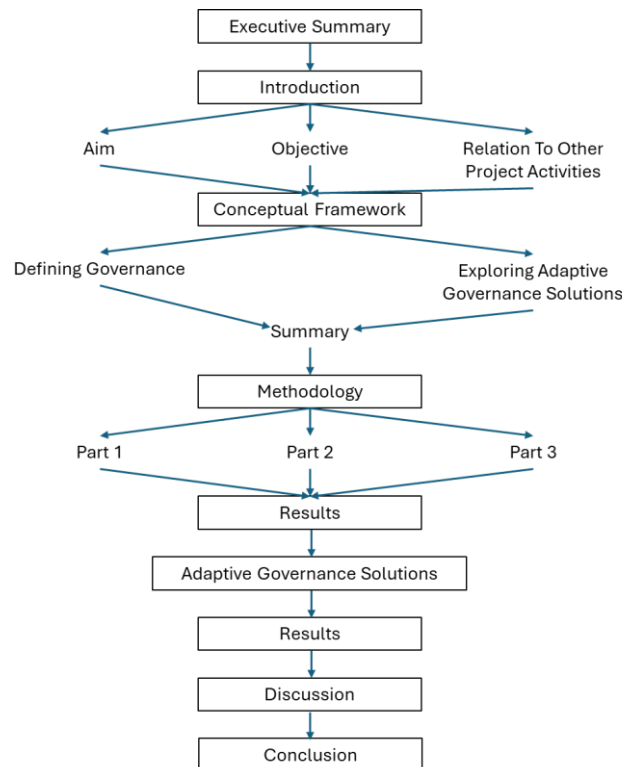 Executive Summary
Introduction
Aim
Objective
Relation To Other
Project Activities
Conceptual Framework
Defining Governance
Exploring Adaptive
Governance Solutions
Summary
Methodology
Part 1
Part 2
Part 3
Results
Adaptive Governance Solutions
Results
Discussion
Conclusion